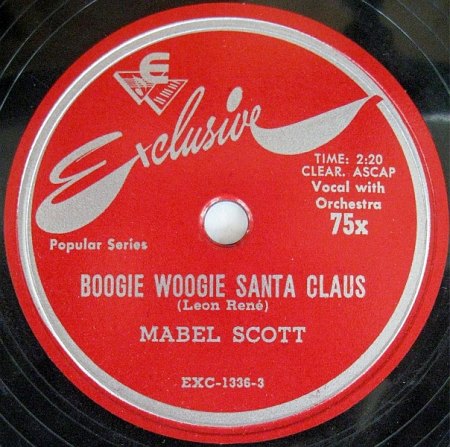 E
Exclusive
TIME: 2:20
CLEAR. ASCAP
Vocal with
Orchestra
75x
Popular Series
BOOGIE WOOGIE SANTA CLAUS
(Leon René)
MABEL SCOTT
EXC-1336-3